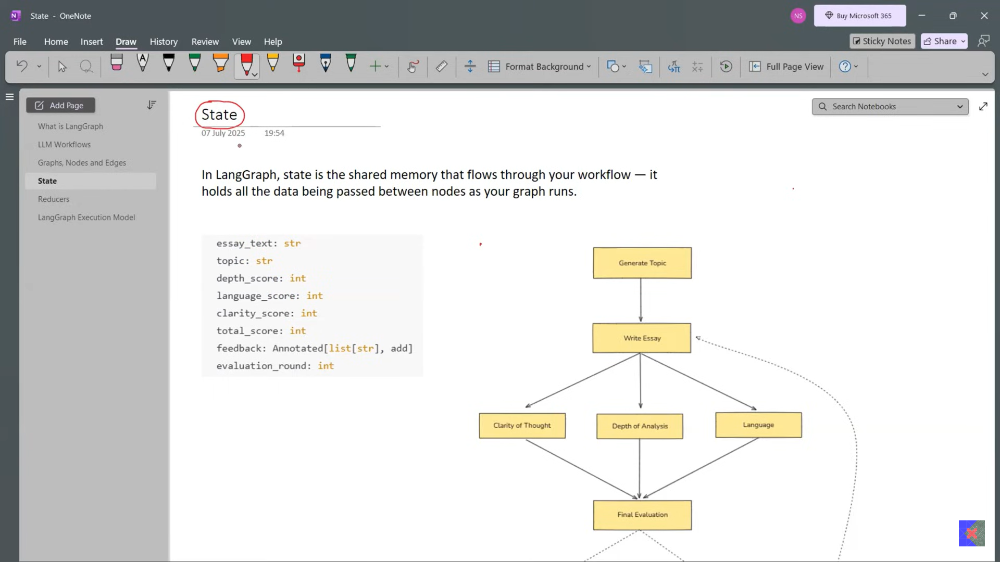 State - OneNote
NS
Buy Microsoft 365
File
Home
Insert
Draw
History
Review
View
Help
Sticky Notes
Share
Format Background
Full Page View
Add Page
What is LangGraph
LLM Workflows
Graphs, Nodes and Edges
State
Reducers
LangGraph Execution Model
Search Notebooks
State
07 July 2025 19:54
In LangGraph, state is the shared memory that flows through your workflow — it
holds all the data being passed between nodes as your graph runs.
essay_text: str
topic: str
depth_score: int
language_score: int
clarity_score: int
total_score: int
feedback: Annotated[list[str], add]
evaluation_round: int
Generate Topic
Write Essay
Clarity of Thought
Depth of Analysis
Language
Final Evaluation